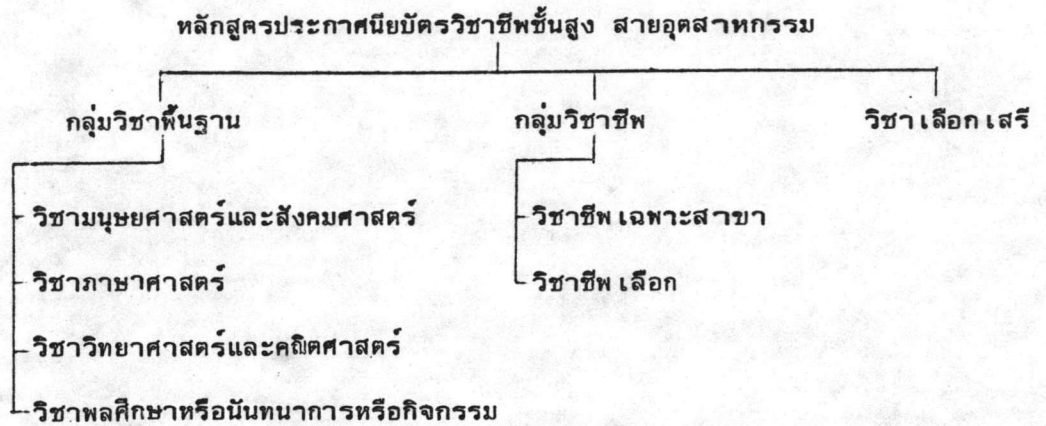 หลักสูตรประกาศนียบัตรวิชาชีพชั้นสูง สายอุตสาหกรรม
กลุ่มวิชาพื้นฐาน กลุ่มวิชาชีพ วิชาเลือกเสรี
วิชามนุษยศาสตร์และสังคมศาสตร์ วิชาชีพเฉพาะสาขา
วิชาภาษาศาสตร์ วิชาชีพเลือก
วิชาวิทยาศาสตร์และคณิตศาสตร์
วิชาพลศึกษาหรือนันทนาการหรือกิจกรรม